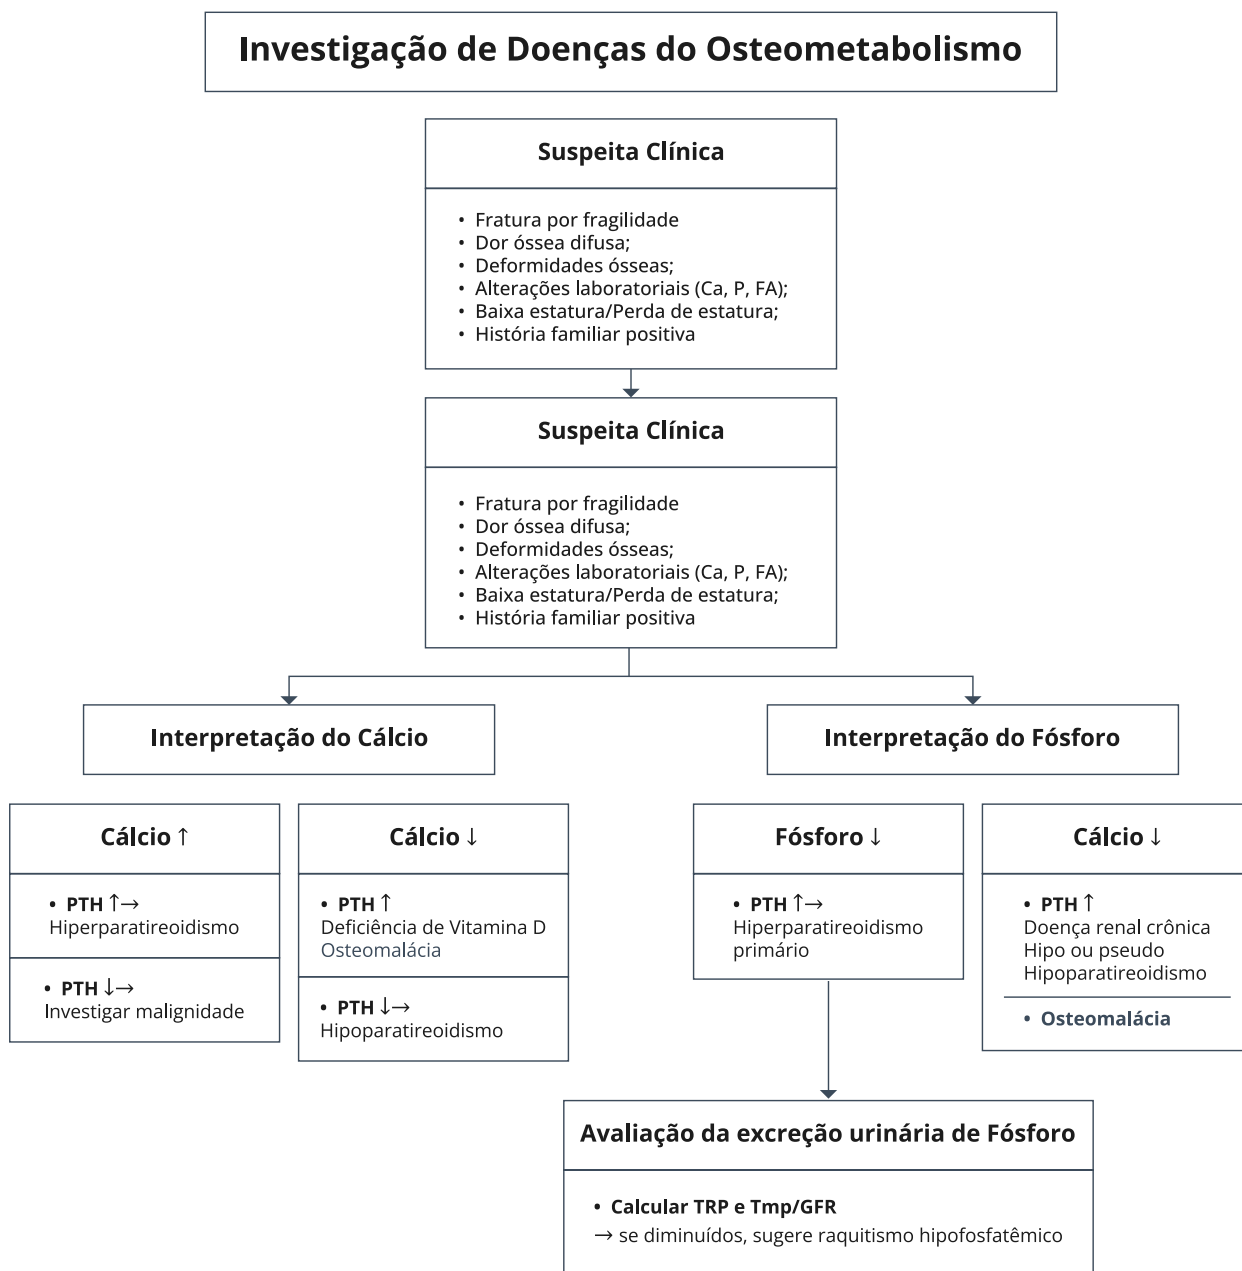 Investigação de Doenças do Osteometabolismo
Suspeita Clínica
• Fratura por fragilidade
• Dor óssea difusa;
• Deformidades ósseas;
• Alterações laboratoriais (Ca, P, FA);
• Baixa estatura/Perda de estatura;
• História familiar positiva
Suspeita Clínica
• Fratura por fragilidade
• Dor óssea difusa;
• Deformidades ósseas;
• Alterações laboratoriais (Ca, P, FA);
• Baixa estatura/Perda de estatura;
• História familiar positiva
Interpretação do Cálcio
Cálcio ↑
• PTH ↑→
Hiperparatireoidismo
• PTH ↓→
Investigar malignidade
Cálcio ↓
• PTH ↑
Deficiência de Vitamina D
Osteomalácia
• PTH ↓→
Hipoparatireoidismo
Interpretação do Fósforo
Fósforo ↓
• PTH ↑→
Hiperparatireoidismo
primário
Cálcio ↓
• PTH ↑
Doença renal crônica
Hipo ou pseudo
Hipoparatireoidismo
• Osteomalácia
Avaliação da excreção urinária de Fósforo
• Calcular TRP e Tmp/GFR
→ se diminuídos, sugere raquitismo hipofosfatêmico